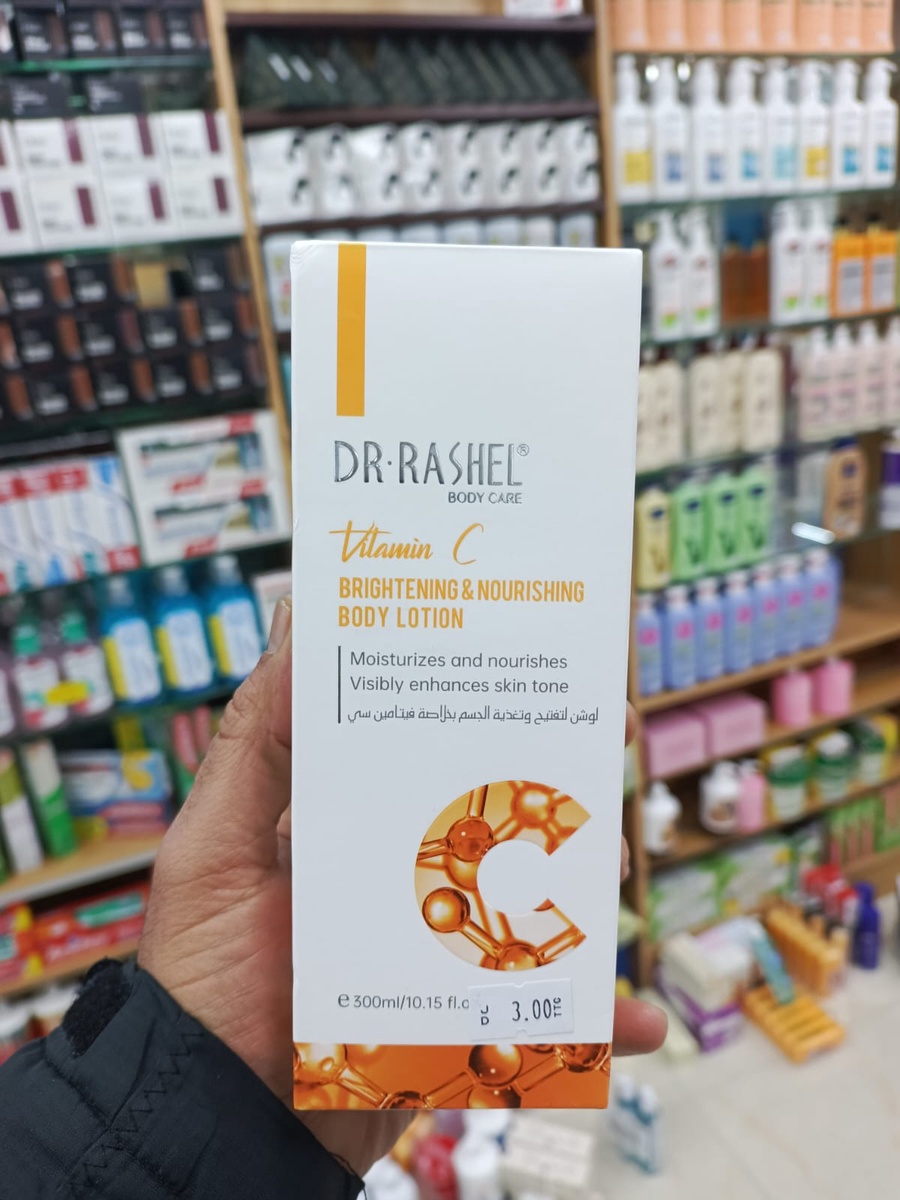 DR·RASHEL®
BODY CARE
Vitamin C
BRIGHTENING & NOURISHING
BODY LOTION
Moisturizes and nourishes
Visibly enhances skin tone
لوشن لتفتيح وتغذية الجسم بخلاصة فيتامين سي
e 300ml/10.15 fl.o
JD 3.00